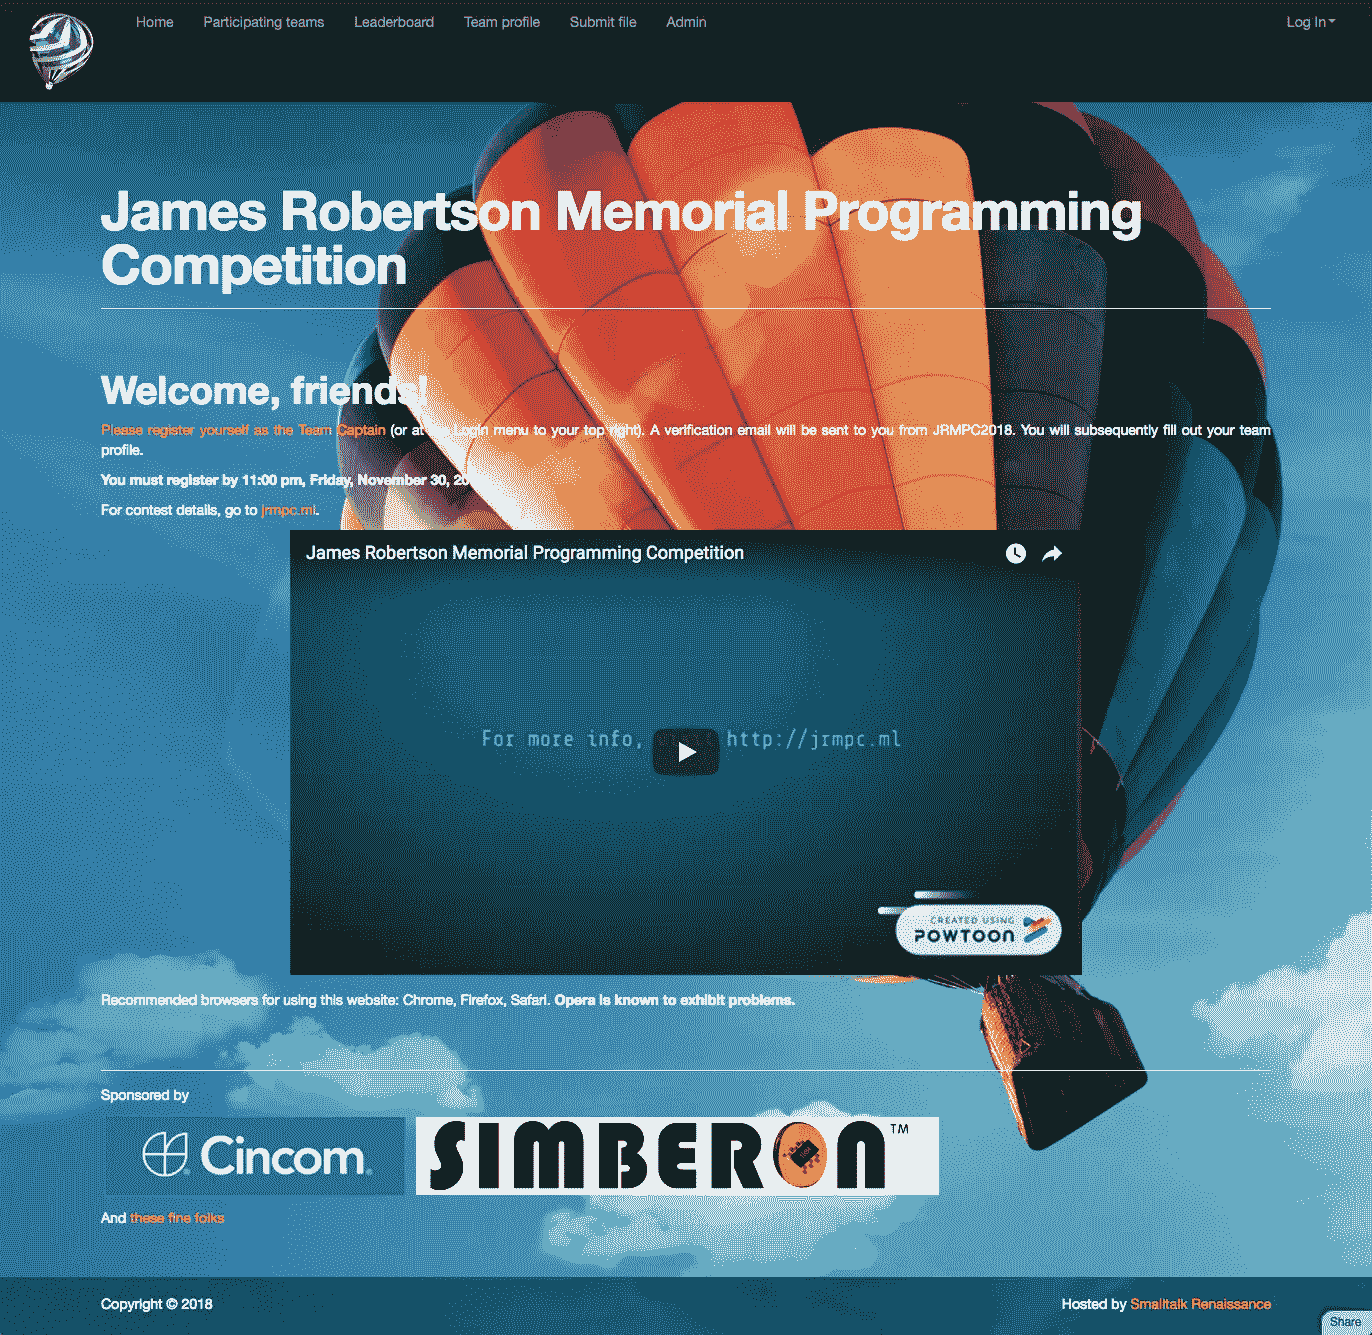 Home Participating teams Leaderboard Team profile Submit file Admin Log In
James Robertson Memorial Programming
Competition
Welcome, friends!
Please register yourself as the Team Captain (or at Login menu to your top right). A verification email will be sent to you from JRMPC2018. You will subsequently fill out your team
profile.
You must register by 11:00 pm, Friday, November 30,
For contest details, go to jrmpc.ml.
James Robertson Memorial Programming Competition
For more info, http://jrmpc.ml
CREATED USING
POWTOON
Recommended browsers for using this website: Chrome, Firefox, Safari. Opera is known to exhibit problems.
Sponsored by
Cincom
SIMBERON TM
And these fine folks
Copyright © 2018 Hosted by Smalltalk Renaissance
Share